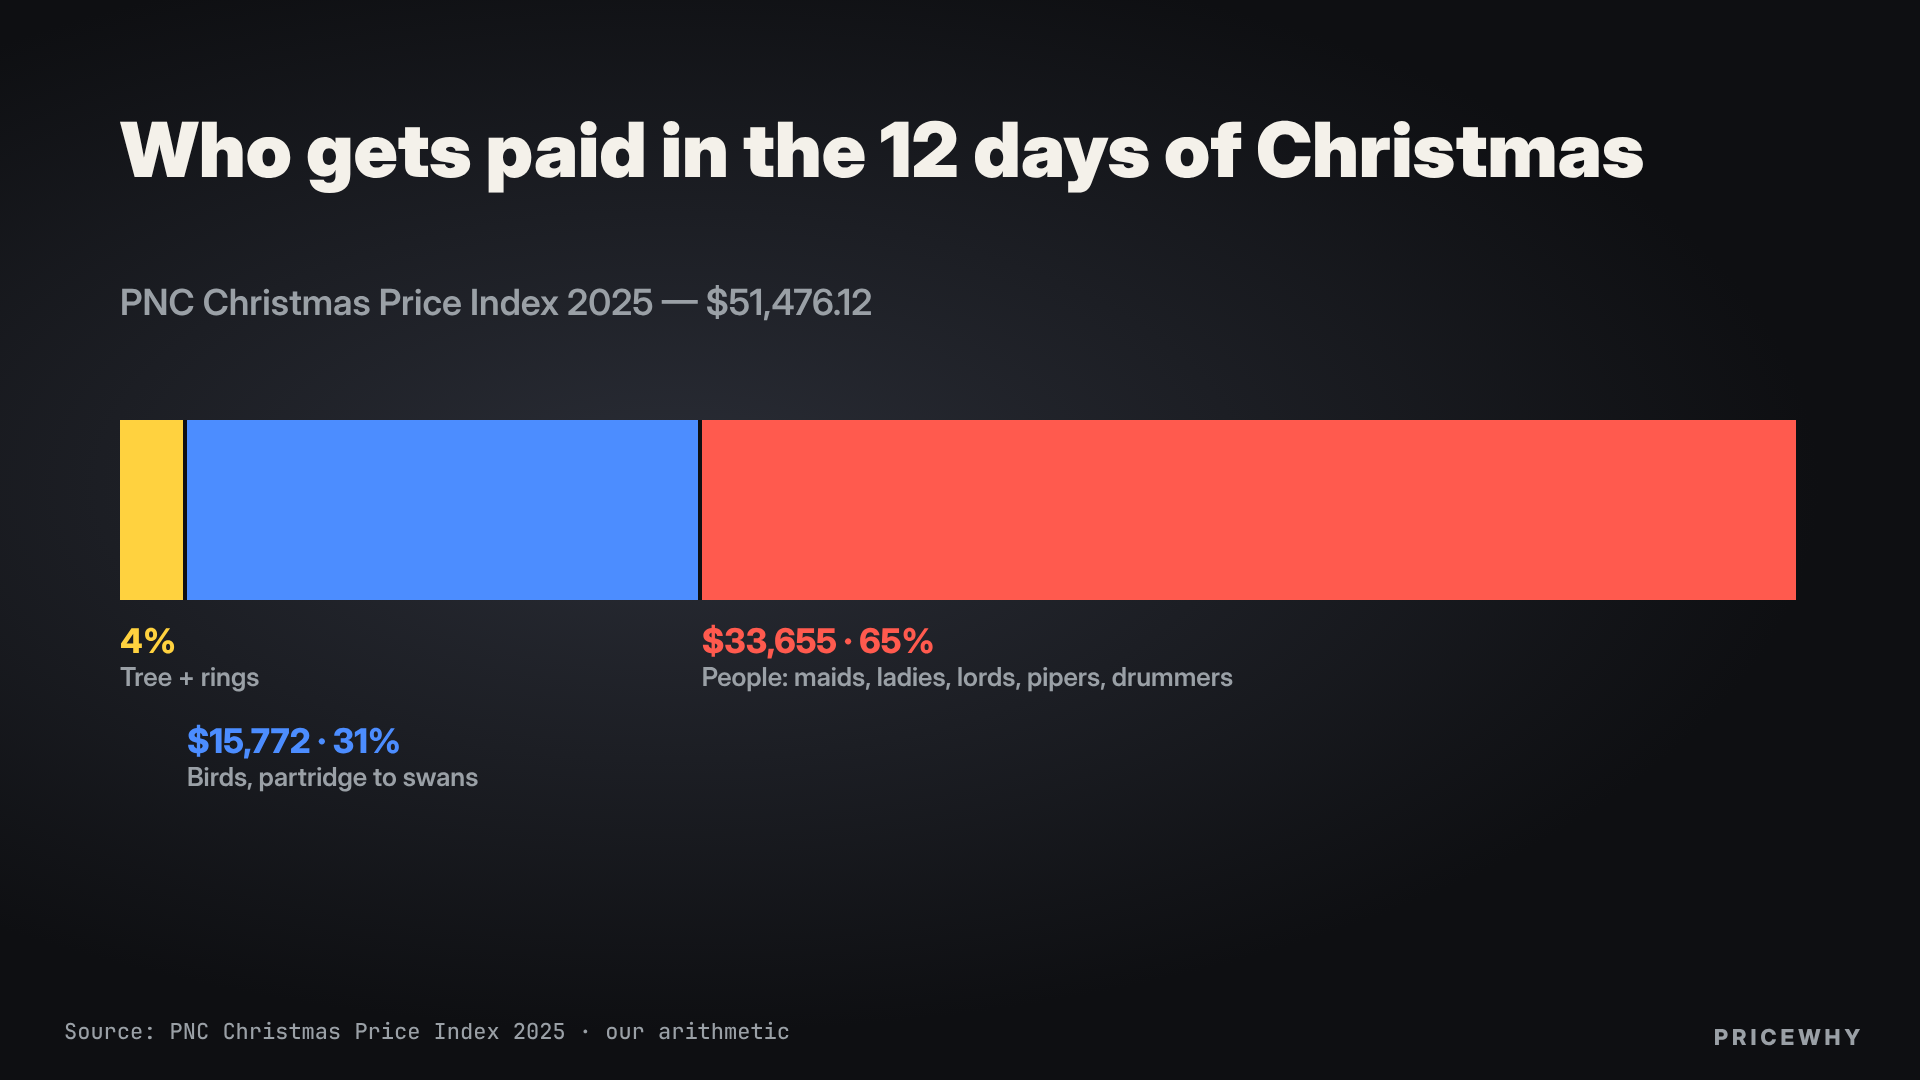 Who gets paid in the 12 days of Christmas
PNC Christmas Price Index 2025 — $51,476.12
4%
Tree + rings
$33,655 · 65%
People: maids, ladies, lords, pipers, drummers
$15,772 · 31%
Birds, partridge to swans
Source: PNC Christmas Price Index 2025 · our arithmetic
PRICEWHY